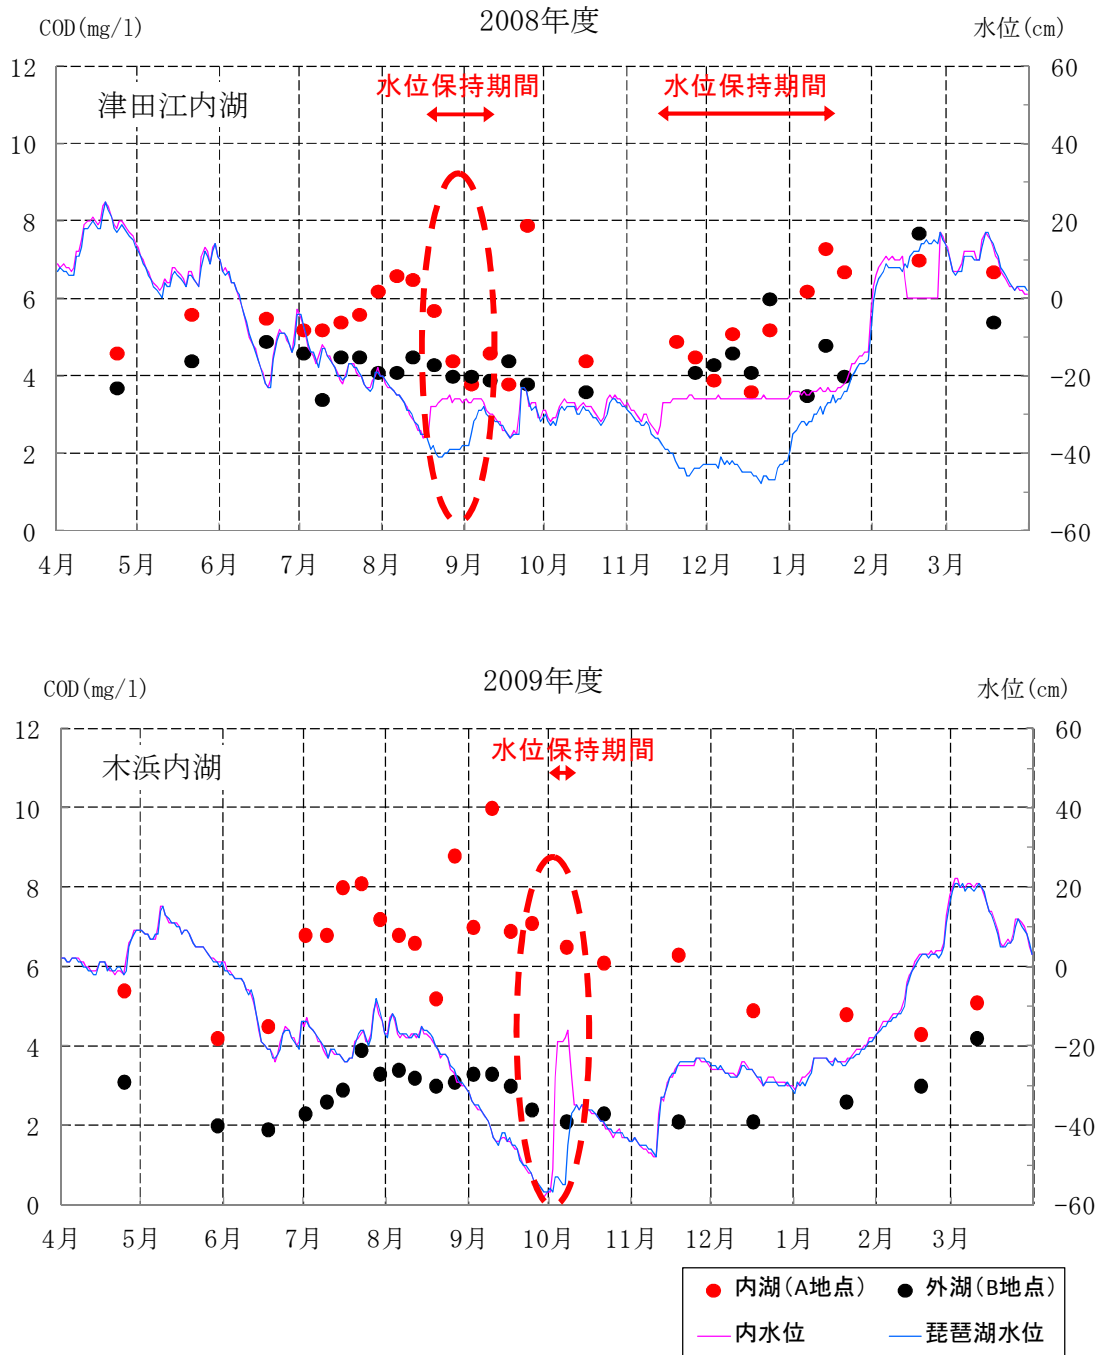 2008年度
COD(mg/l) 水位(cm)
12 60
水位保持期間 水位保持期間
津田江内湖
10 40
8 20
6 0
4 -20
2 -40
0 -60
4月 5月 6月 7月 8月 9月 10月 11月 12月 1月 2月 3月
2009年度
COD(mg/l) 水位(cm)
12 60
水位保持期間
木浜内湖
10 40
8 20
6 0
4 -20
2 -40
0 -60
4月 5月 6月 7月 8月 9月 10月 11月 12月 1月 2月 3月
内湖(A地点) 外湖(B地点)
内水位 琵琶湖水位